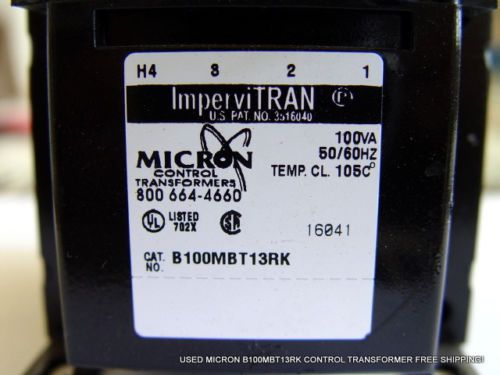 H4 3 2 1
ImperviTRAN
U.S. PAT. NO. 3516040
100VA
50/60HZ
TEMP. CL. 105C°
MICRON
CONTROL
TRANSFORMERS
800 664-4660
UL LISTED
702X
16041
CAT. NO. B100MBT13RK
USED MICRON B100MBT13RK CONTROL TRANSFORMER FREE SHIPPING!